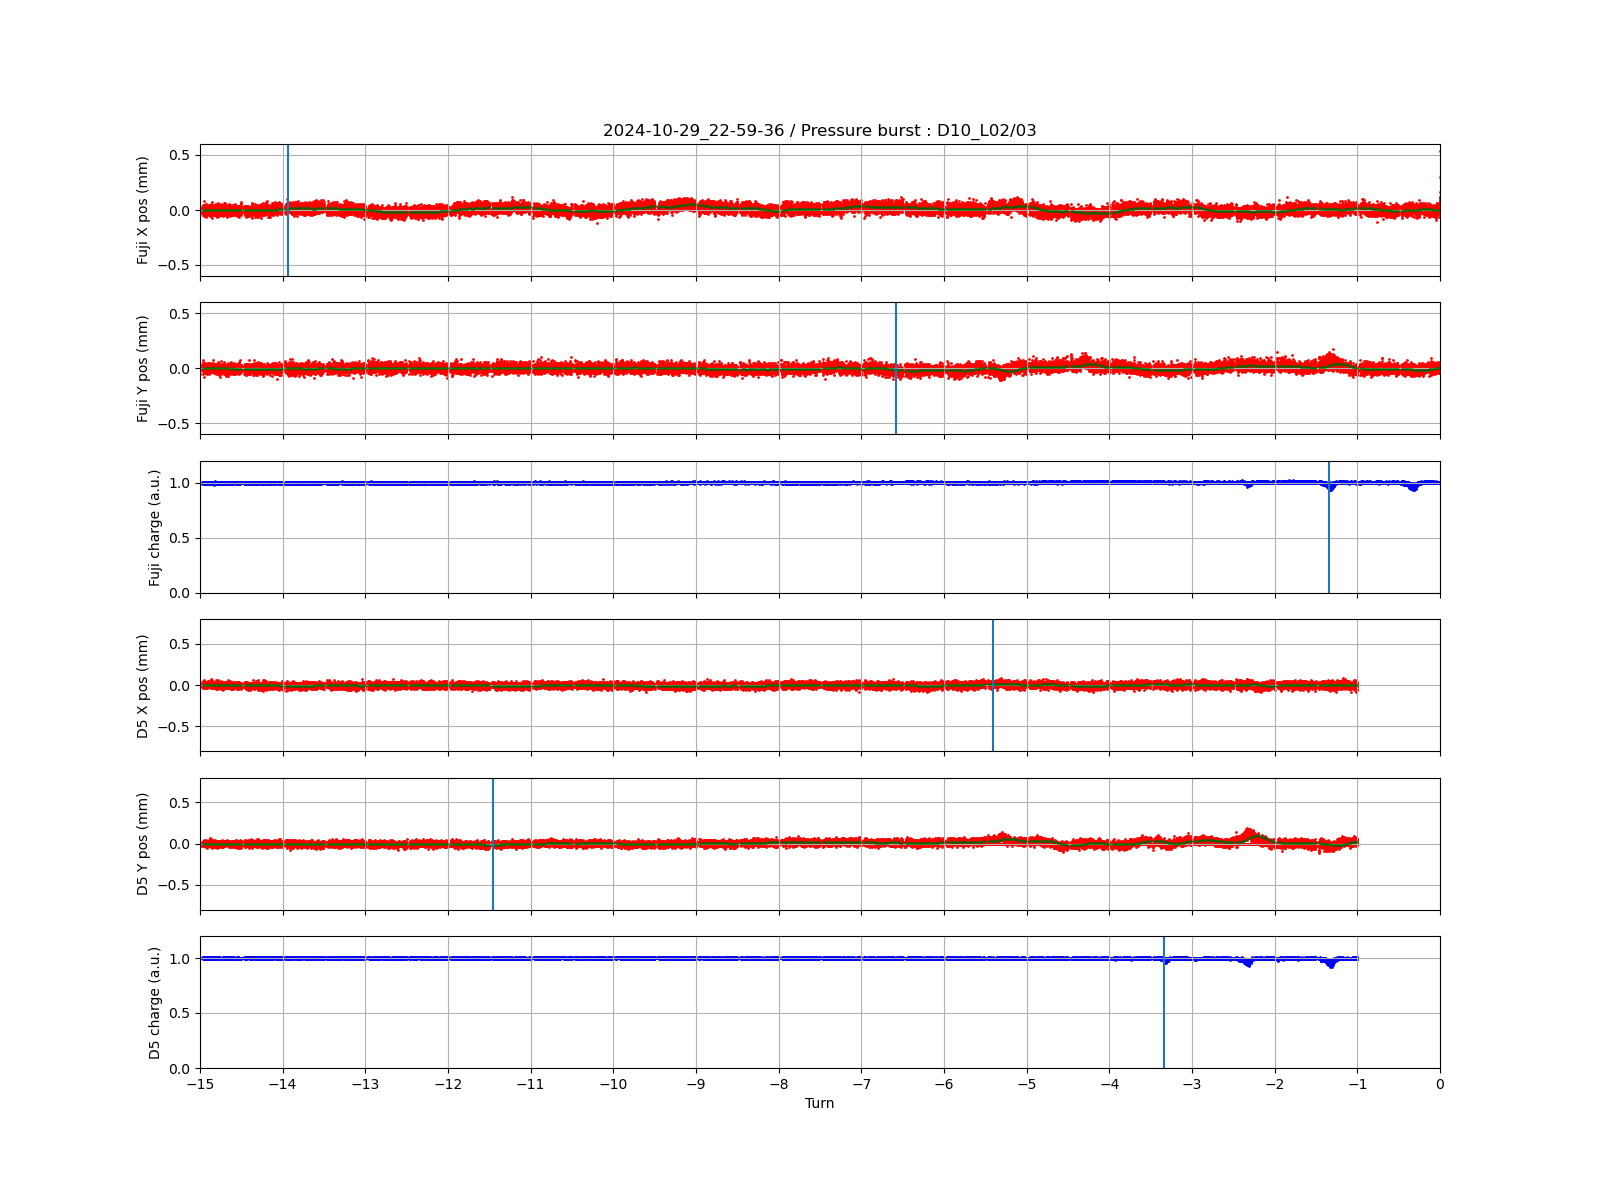 2024-10-29_22-59-36 / Pressure burst : D10_L02/03
Fuji X pos (mm)
0.5
0.0
−0.5
Fuji Y pos (mm)
0.5
0.0
−0.5
Fuji charge (a.u.)
1.0
0.5
0.0
D5 X pos (mm)
0.5
0.0
−0.5
D5 Y pos (mm)
0.5
0.0
−0.5
D5 charge (a.u.)
1.0
0.5
0.0
−15 −14 −13 −12 −11 −10 −9 −8 −7 −6 −5 −4 −3 −2 −1 0
Turn